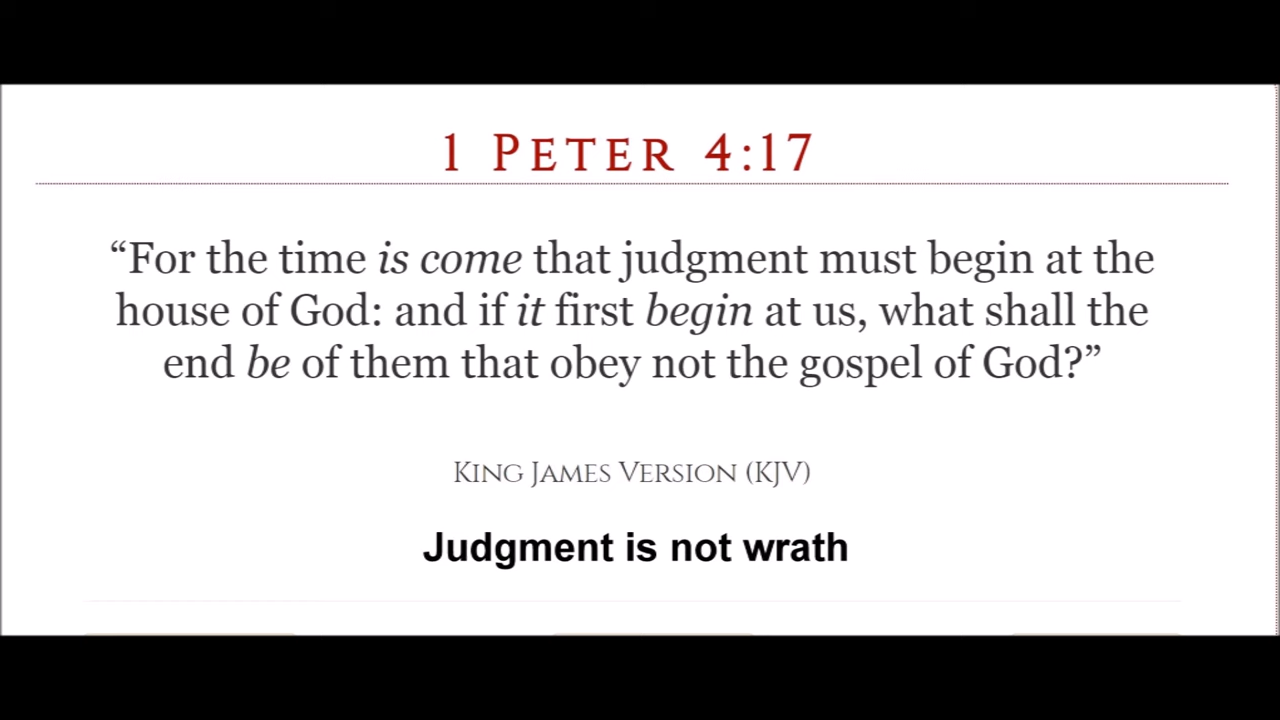 1 PETER 4:17
“For the time is come that judgment must begin at the
house of God: and if it first begin at us, what shall the
end be of them that obey not the gospel of God?”
KING JAMES VERSION (KJV)
Judgment is not wrath